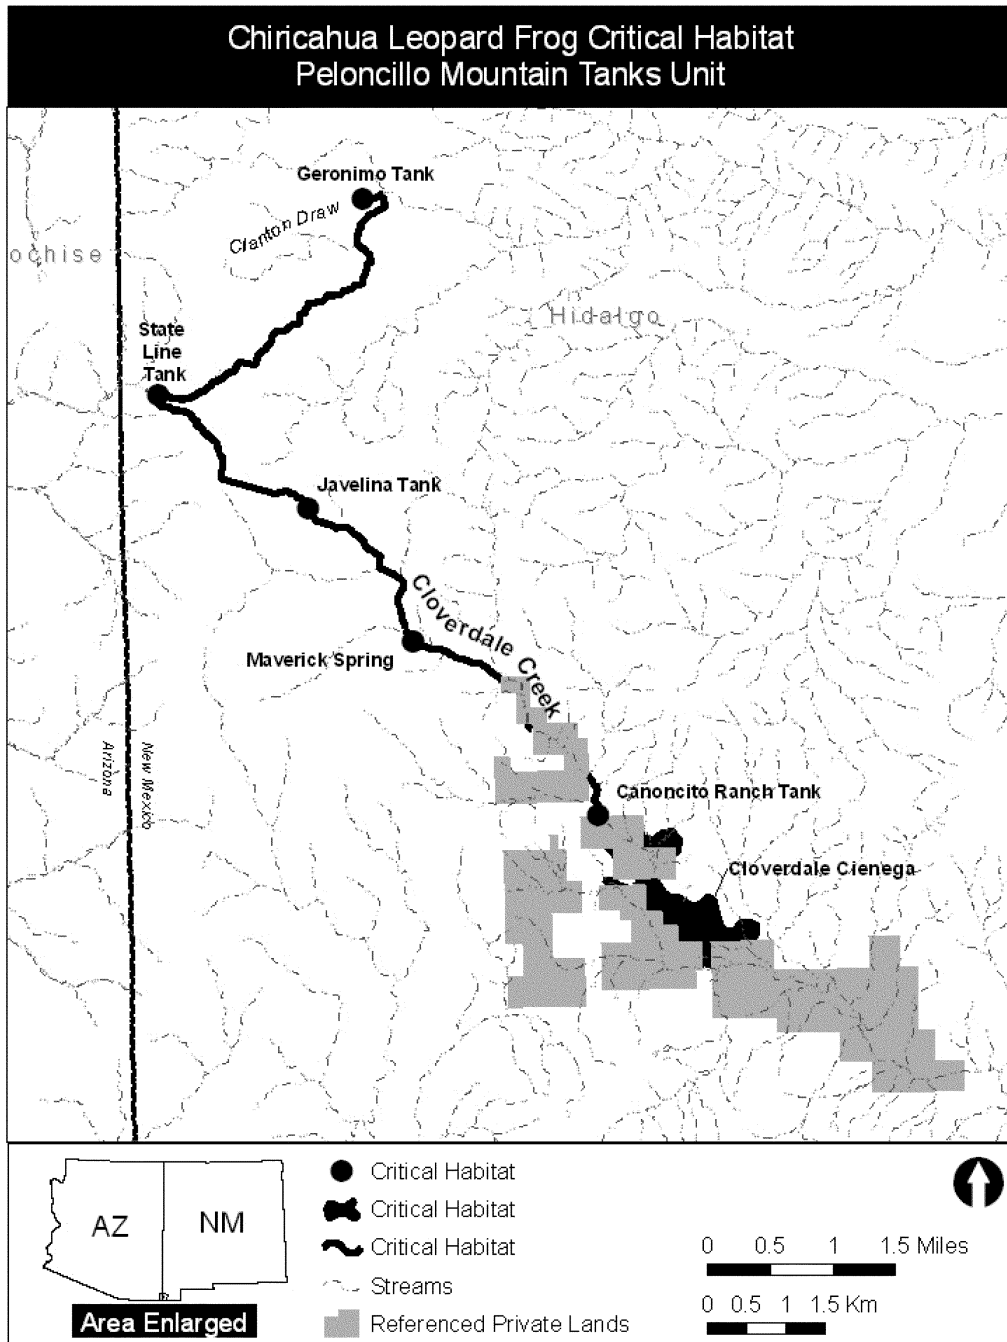 Chiricahua Leopard Frog Critical Habitat
Peloncillo Mountain Tanks Unit
Geronimo Tank
Clanton Draw
ochise
Hidalgo
State
Line
Tank
Javelina Tank
Cloverdale Creek
Maverick Spring
Arizona
New Mexico
Cañoncito Ranch Tank
Cloverdale Cienega
AZ
NM
Area Enlarged
Critical Habitat
Critical Habitat
Critical Habitat
Streams
Referenced Private Lands
0 0.5 1 1.5 Miles
0 0.5 1 1.5 Km